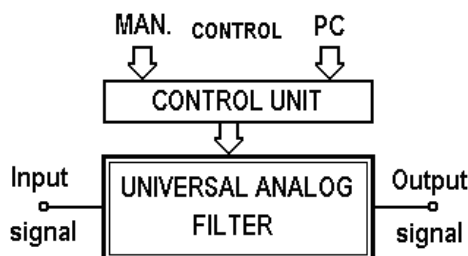 MAN. CONTROL PC
CONTROL UNIT
Input
signal
UNIVERSAL ANALOG
FILTER
Output
signal